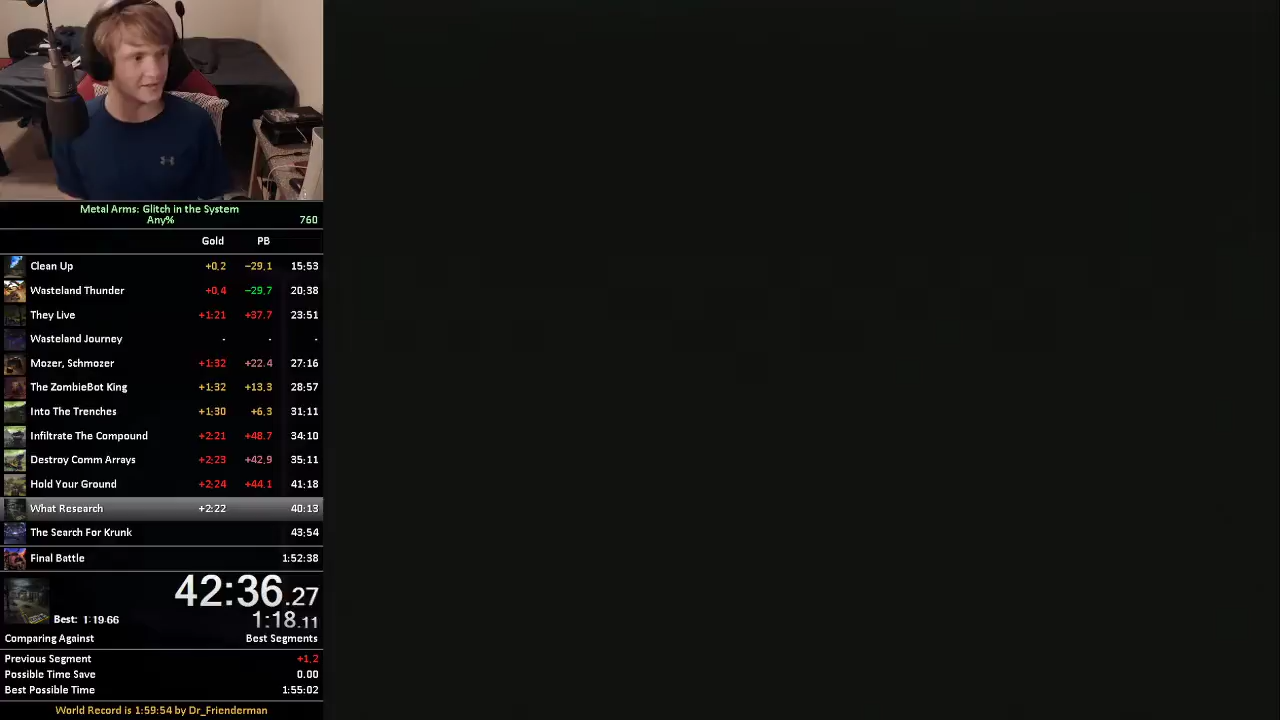 Metal Arms: Glitch in the System
Any% 760
Gold PB
Clean Up +0.2 −29.1 15:53
Wasteland Thunder +0.4 −29.7 20:38
They Live +1:21 +37.7 23:51
Wasteland Journey - - -
Mozer, Schmozer +1:32 +22.4 27:16
The ZombieBot King +1:32 +13.3 28:57
Into The Trenches +1:30 +6.3 31:11
Infiltrate The Compound +2:21 +48.7 34:10
Destroy Comm Arrays +2:23 +42.9 35:11
Hold Your Ground +2:24 +44.1 41:18
What Research +2:22 40:13
The Search For Krunk 43:54
Final Battle 1:52:38
42:36.27
Best: 1:19.66 1:18.11
Comparing Against Best Segments
Previous Segment +1.2
Possible Time Save 0.00
Best Possible Time 1:55:02
World Record is 1:59:54 by Dr_Frienderman